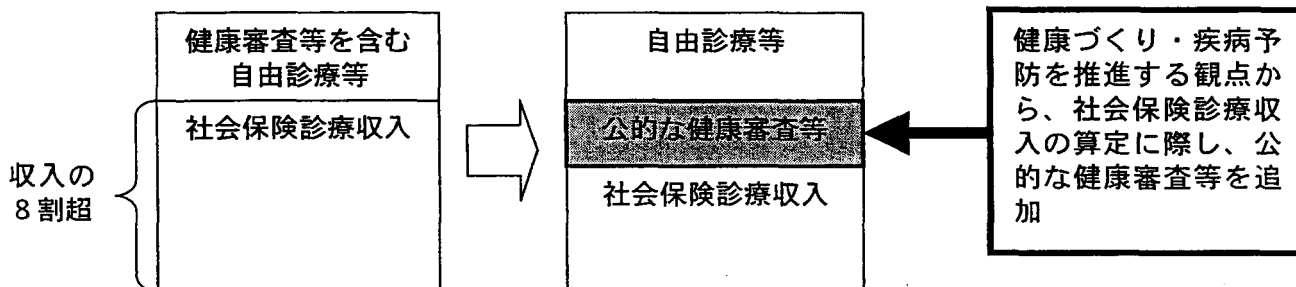 健康審査等を含む
自由診療等
社会保険診療収入
収入の
8割超
自由診療等
公的な健康審査等
社会保険診療収入
健康づくり・疾病予
防を推進する観点か
ら、社会保険診療収
入の算定に際し、公
的な健康審査等を追
加